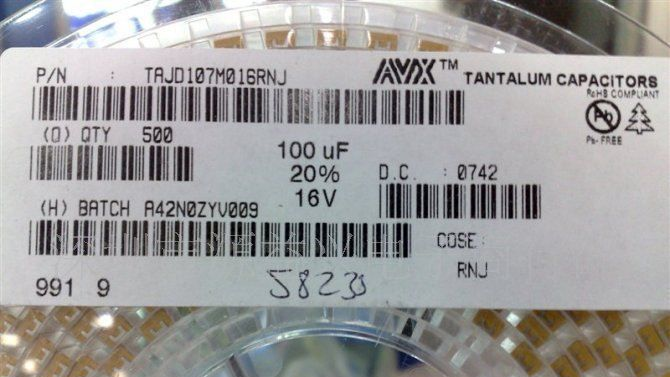 P/N : TAJD107M016RNJ
AVX™ TANTALUM CAPACITORS
RoHS COMPLIANT
Pb
Pb- FREE
(Q) QTY 500
100 uF
20%
16V
D.C. : 0742
(H) BATCH A42N0ZYV009
COSE:
RNJ
991 9